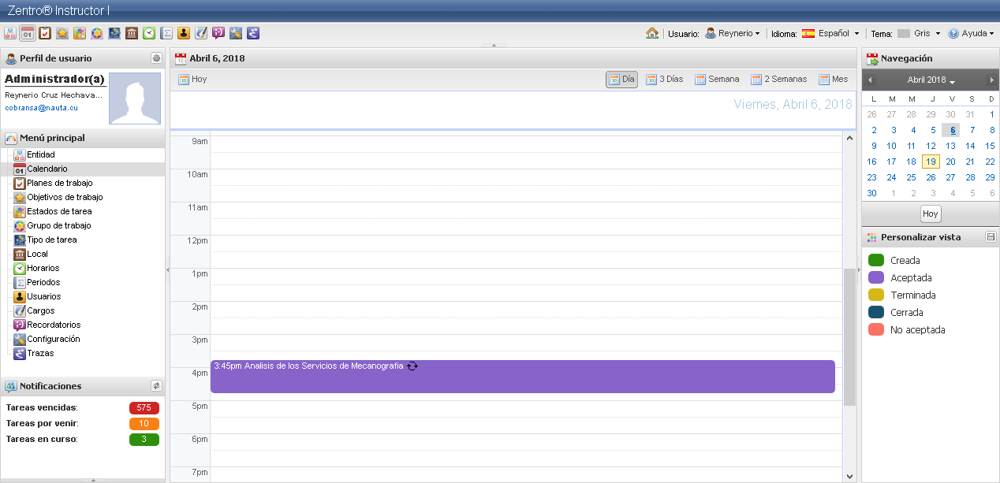 Zentro® Instructor |
Usuario: Reynerio Idioma: Español Tema: Gris Ayuda
Perfil de usuario
Administrador(a)
Reynerio Cruz Hechava...
cobransa@nauta.cu
Menú principal
Entidad
Calendario
Planes de trabajo
Objetivos de trabajo
Estados de tarea
Grupo de trabajo
Tipo de tarea
Local
Horarios
Periodos
Usuarios
Cargos
Recordatorios
Configuración
Trazas
Notificaciones
Tareas vencidas: 575
Tareas por venir: 10
Tareas en curso: 3
Abril 6, 2018
Hoy Día 3 Días Semana 2 Semanas Mes
Viernes, Abril 6, 2018
9am
10am
11am
12pm
1pm
2pm
3pm
3:45pm Analisis de los Servicios de Mecanografia
4pm
5pm
6pm
7pm
Navegación
Abril 2018
L M M J V S D
26 27 28 29 30 31 1
2 3 4 5 6 7 8
9 10 11 12 13 14 15
16 17 18 19 20 21 22
23 24 25 26 27 28 29
30 1 2 3 4 5 6
Hoy
Personalizar vista
Creada
Aceptada
Terminada
Cerrada
No aceptada